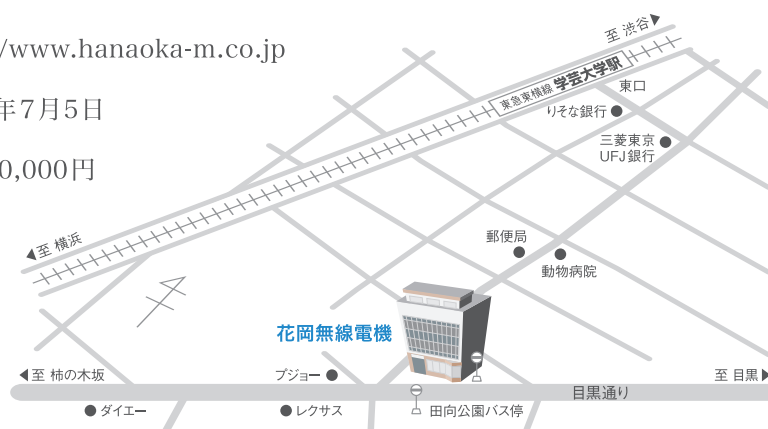 /www.hanaoka-m.co.jp
年7月5日
0,000円
至 渋谷▶
東急東横線 学芸大学駅
東口
りそな銀行
三菱東京
UFJ銀行
◀至 横浜
郵便局
動物病院
花岡無線電機
◀至 柿の木坂
プジョー
至 目黒▶
目黒通り
ダイエー
レクサス
田向公園バス停